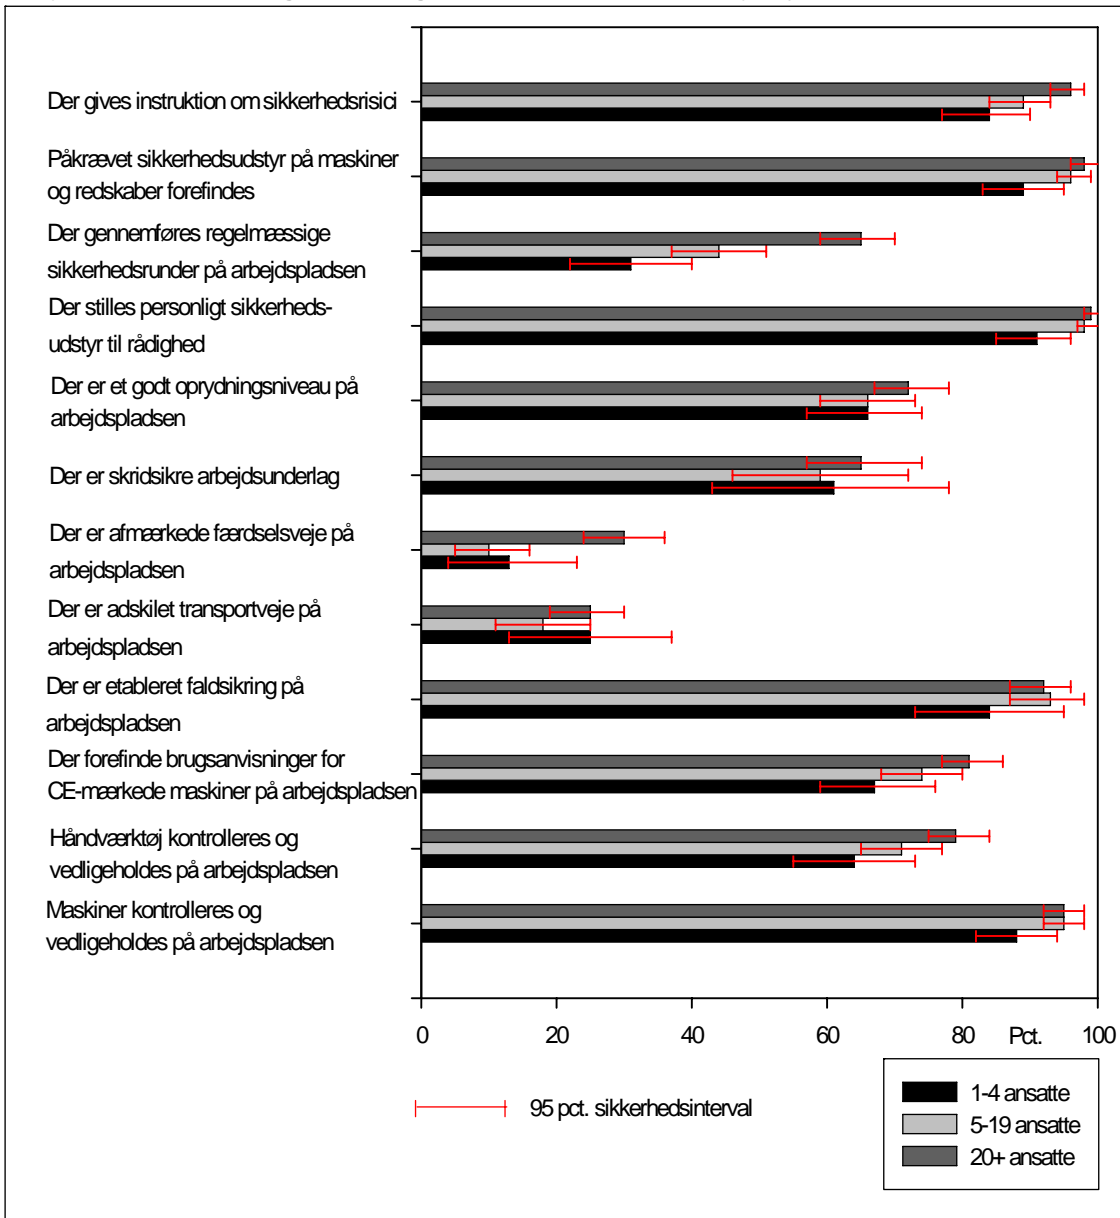 Der gives instruktion om sikkerhedsrisici
Påkrævet sikkerhedsudstyr på maskiner
og redskaber forefindes
Der gennemføres regelmæssige
sikkerhedsrunder på arbejdspladsen
Der stilles personligt sikkerheds-
udstyr til rådighed
Der er et godt oprydningsniveau på
arbejdspladsen
Der er skridsikre arbejdsunderlag
Der er afmærkede færdselsveje på
arbejdspladsen
Der er adskilet transportveje på
arbejdspladsen
Der er etableret faldsikring på
arbejdspladsen
Der forefinde brugsanvisninger for
CE-mærkede maskiner på arbejdspladsen
Håndværktøj kontrolleres og
vedligeholdes på arbejdspladsen
Maskiner kontrolleres og
vedligeholdes på arbejdspladsen
0 20 40 60 80 Pct. 100
95 pct. sikkerhedsinterval
1-4 ansatte
5-19 ansatte
20+ ansatte